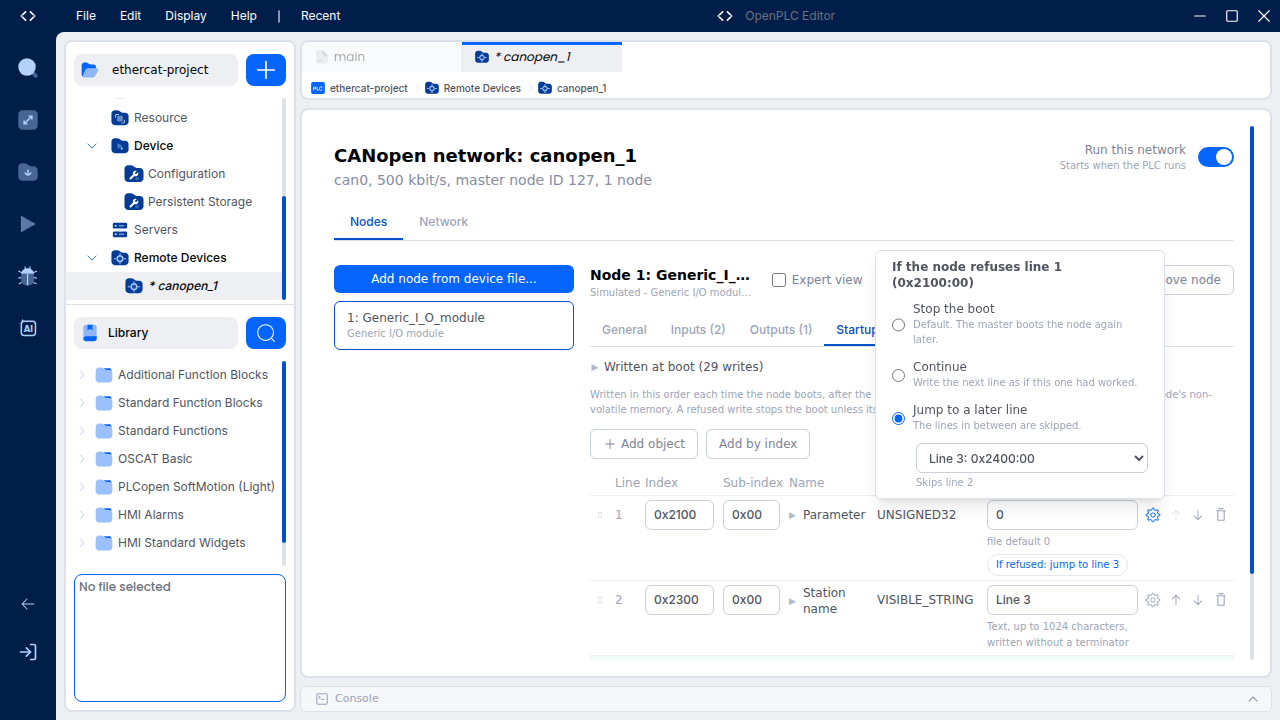 File Edit Display Help | Recent
OpenPLC Editor
ethercat-project
Resource
Device
Configuration
Persistent Storage
Servers
Remote Devices
* canopen_1
Library
Additional Function Blocks
Standard Function Blocks
Standard Functions
OSCAT Basic
PLCopen SoftMotion (Light)
HMI Alarms
HMI Standard Widgets
No file selected
AI
main
* canopen_1
PLC ethercat-project
Remote Devices
canopen_1
CANopen network: canopen_1
can0, 500 kbit/s, master node ID 127, 1 node
Run this network
Starts when the PLC runs
Nodes
Network
Add node from device file...
1: Generic_I_O_module
Generic I/O module
Node 1: Generic_I_...
Simulated - Generic I/O modul...
Expert view
ove node
General
Inputs (2)
Outputs (1)
Startup
Written at boot (29 writes)
Written in this order each time the node boots, after the
de's non-
volatile memory. A refused write stops the boot unless its
+ Add object
Add by index
If the node refuses line 1
(0x2100:00)
Stop the boot
Default. The master boots the node again
later.
Continue
Write the next line as if this one had worked.
Jump to a later line
The lines in between are skipped.
Line 3: 0x2400:00
Skips line 2
Line Index Sub-index Name
1 0x2100 0x00 Parameter UNSIGNED32 0
file default 0
If refused: jump to line 3
2 0x2300 0x00 Station name VISIBLE_STRING Line 3
Text, up to 1024 characters,
written without a terminator
Console